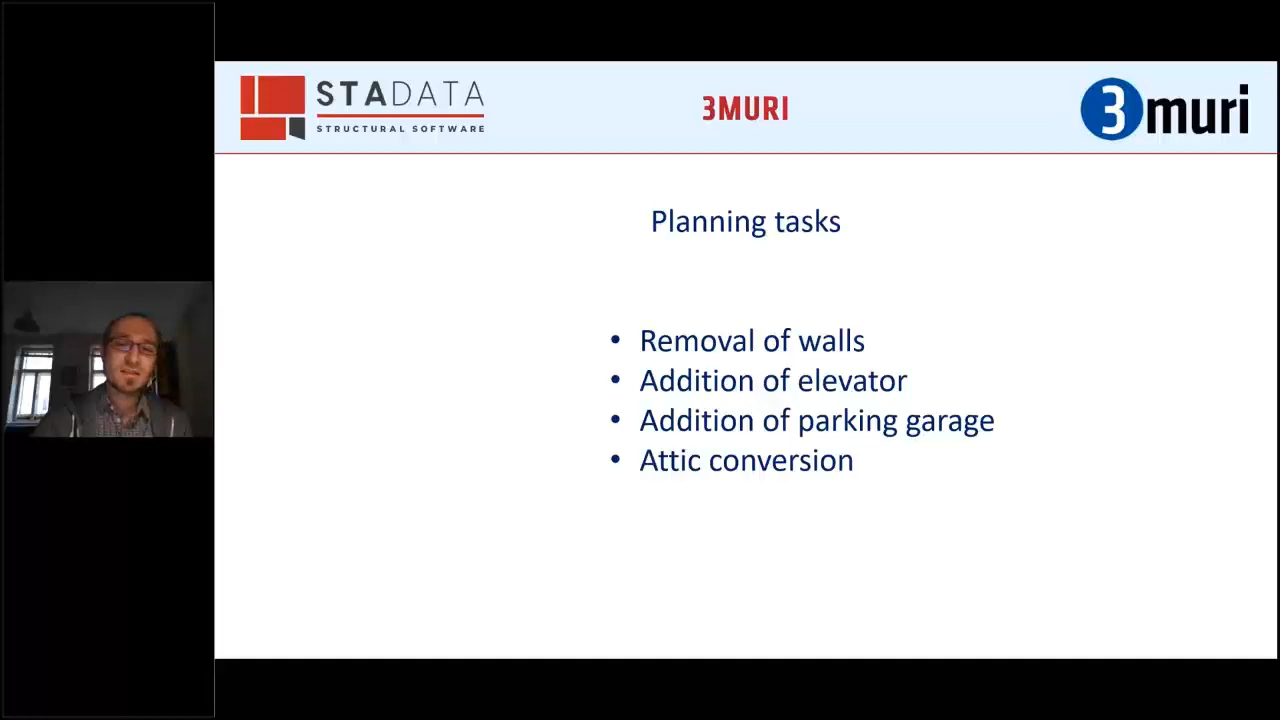 STADATA
STRUCTURAL SOFTWARE
3MURI
3muri
Planning tasks
• Removal of walls
• Addition of elevator
• Addition of parking garage
• Attic conversion